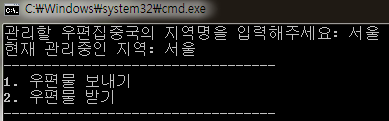 C:\Windows\system32\cmd.exe
관리할 우편집중국의 지역명을 입력해주세요: 서울
현재 관리중인 지역: 서울
-----------------------------------
1. 우편물 보내기
2. 우편물 받기
-----------------------------------